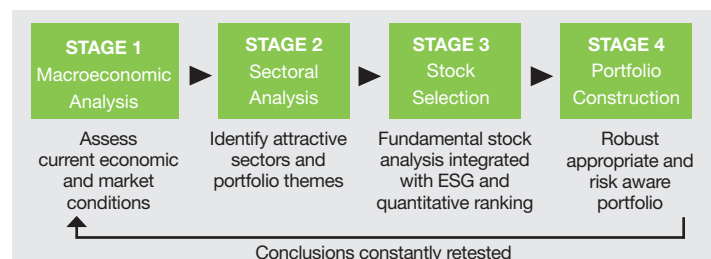 STAGE 1
Macroeconomic
Analysis
Assess
current economic
and market
conditions
STAGE 2
Sectoral
Analysis
Identify attractive
sectors and
portfolio themes
STAGE 3
Stock
Selection
Fundamental stock
analysis integrated
with ESG and
quantitative ranking
STAGE 4
Portfolio
Construction
Robust
appropriate and
risk aware
portfolio
Conclusions constantly retested